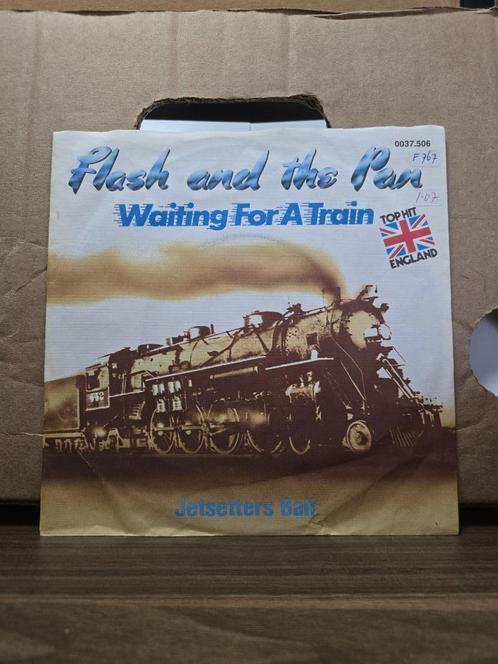 0037.506
Flash and the Pan
F767
1-07
Waiting For A Train
TOP HIT
ENGLAND
Jetsetters Ball